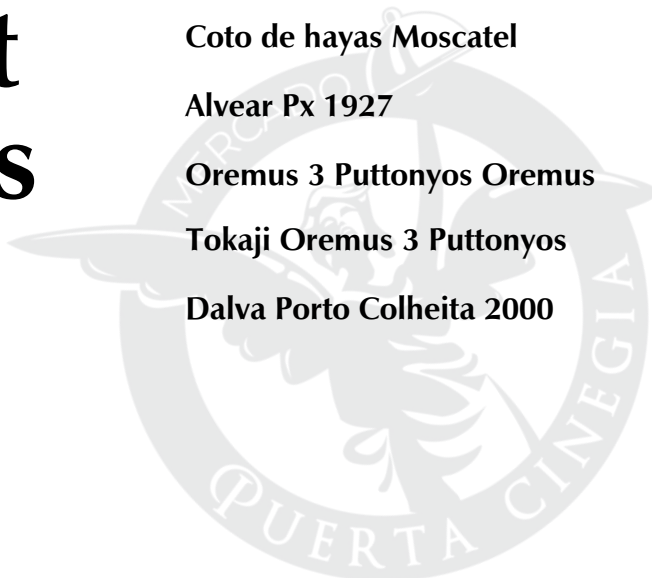 t
s
Coto de hayas Moscatel
Alvear Px 1927
Oremus 3 Puttonyos Oremus
Tokaji Oremus 3 Puttonyos
Dalva Porto Colheita 2000
MERCADO
PUERTA CINEGIA